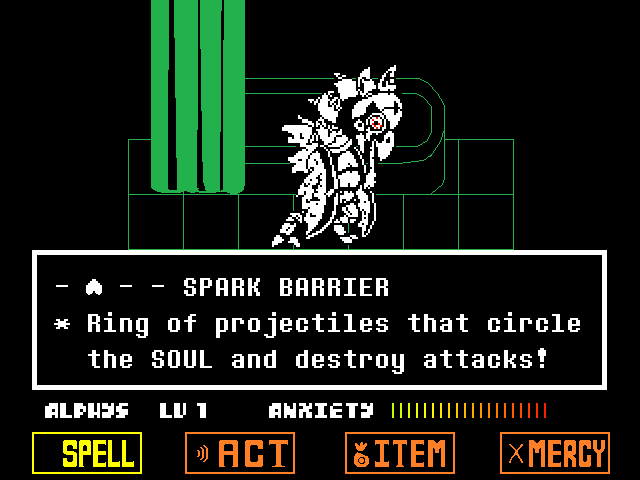 - - - SPARK BARRIER
* Ring of projectiles that circle
the SOUL and destroy attacks!
ALPHYS LV 1 ANXIETY
SPELL ACT ITEM MERCY